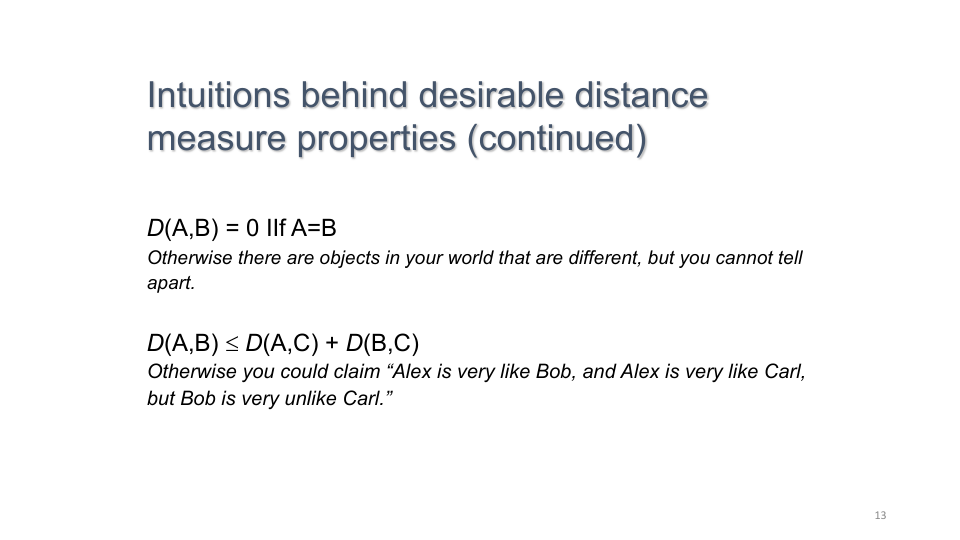 Intuitions behind desirable distance
measure properties (continued)
D(A,B) = 0 IIf A=B
Otherwise there are objects in your world that are different, but you cannot tell
apart.
D(A,B) ≤ D(A,C) + D(B,C)
Otherwise you could claim “Alex is very like Bob, and Alex is very like Carl,
but Bob is very unlike Carl.”
13